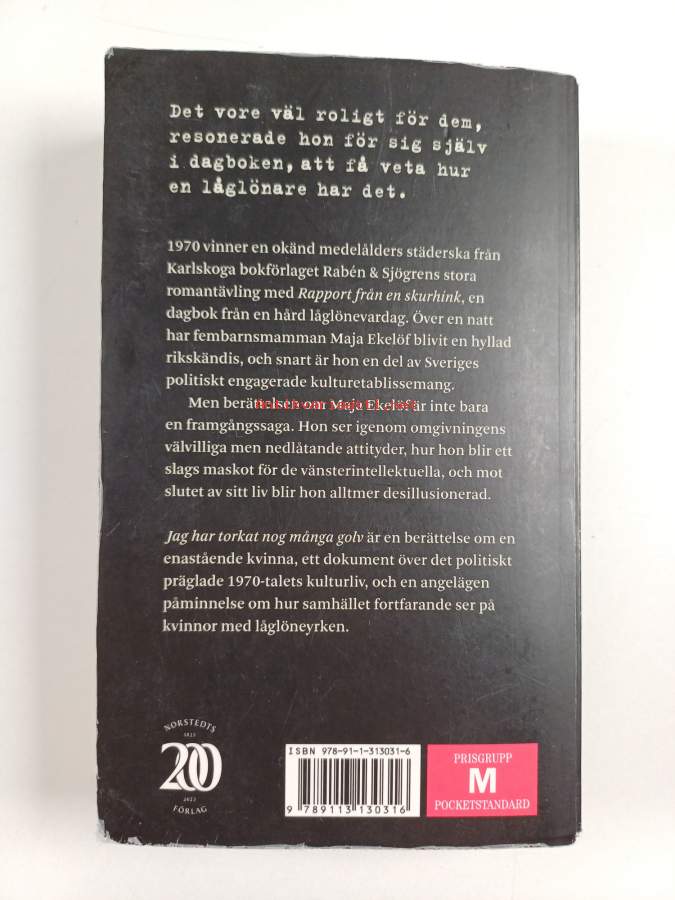 Det vore väl roligt för dem,
resonerade hon för sig själv
i dagboken, att få veta hur
en låglönare har det.
1970 vinner en okänd medelålders städerska från
Karlskoga bokförlaget Rabén & Sjögrens stora
romantävling med Rapport från en skurhink, en
dagbok från en hård låglönevardag. Över en natt
har fembarnsmamman Maja Ekelöf blivit en hyllad
rikskändis, och snart är hon en del av Sveriges
politiskt engagerade kulturetablissemang.
Men berättelsen om Maja Ekelöf är inte bara
en framgångssaga. Hon ser igenom omgivningens
välvilliga men nedlåtande attityder, hur hon blir ett
slags maskot för de vänsterintellektuella, och mot
slutet av sitt liv blir hon alltmer desillusionerad.
Jag har torkat nog många golv är en berättelse om en
enastående kvinna, ett dokument över det politiskt
präglade 1970-talets kulturliv, och en angelägen
påminnelse om hur samhället fortfarande ser på
kvinnor med låglöneyrken.
NORSTEDTS
1823
200
2023
FÖRLAG
ISBN 978-91-1-313031-6
9 789113 130316
PRISGRUPP
M
POCKETSTANDARD